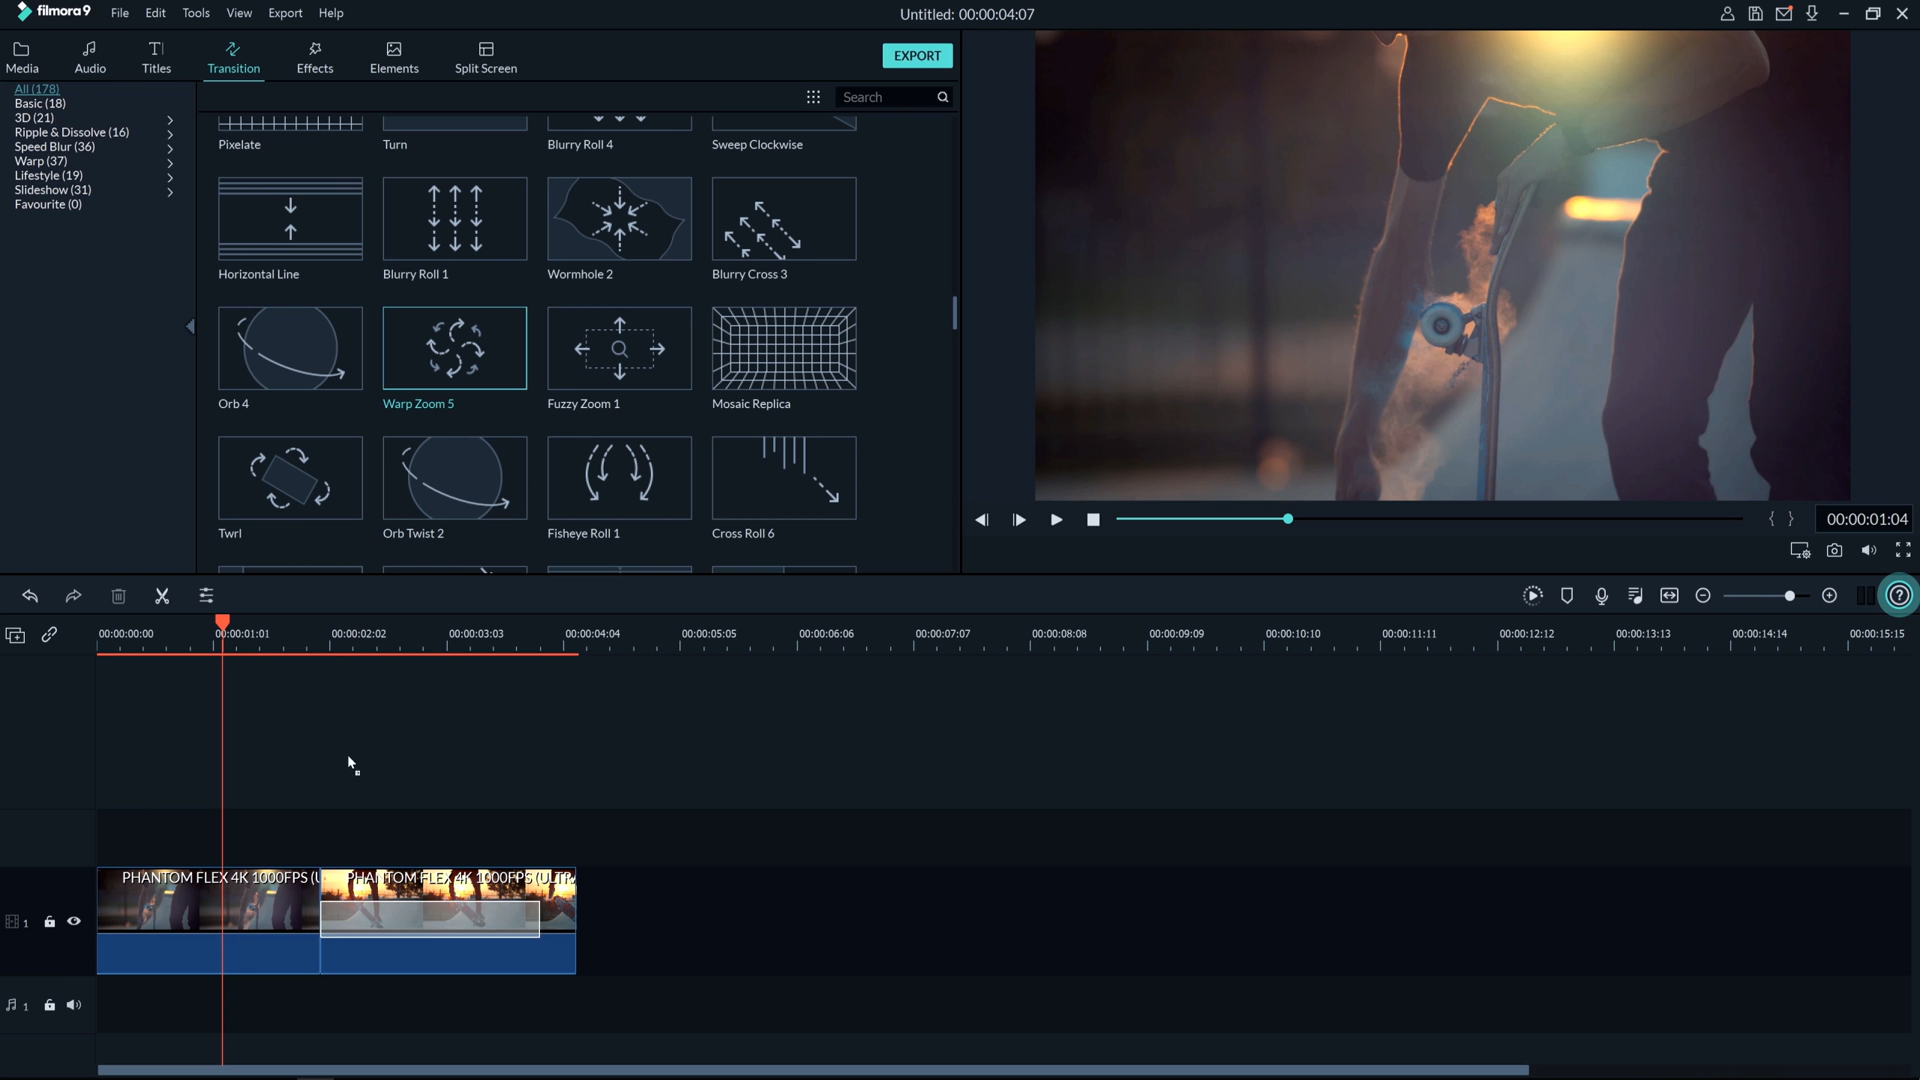 filmora9 File Edit Tools View Export Help Untitled: 00:00:04:07
Media Audio Titles Transition Effects Elements Split Screen EXPORT
All (178)
Basic (18)
3D (21)
Ripple & Dissolve (16)
Speed Blur (36)
Warp (37)
Lifestyle (19)
Slideshow (31)
Favourite (0)
Search
Pixelate Turn Blurry Roll 4 Sweep Clockwise
Horizontal Line Blurry Roll 1 Wormhole 2 Blurry Cross 3
Orb 4 Warp Zoom 5 Fuzzy Zoom 1 Mosaic Replica
Twrl Orb Twist 2 Fisheye Roll 1 Cross Roll 6
{ } 00:00:01:04
00:00:00:00 00:00:01:01 00:00:02:02 00:00:03:03 00:00:04:04 00:00:05:05 00:00:06:06 00:00:07:07 00:00:08:08 00:00:09:09 00:00:10:10 00:00:11:11 00:00:12:12 00:00:13:13 00:00:14:14 00:00:15:15
PHANTOM FLEX 4K 1000FPS (U PHANTOM FLEX 4K 1000FPS (ULTRA
1
1